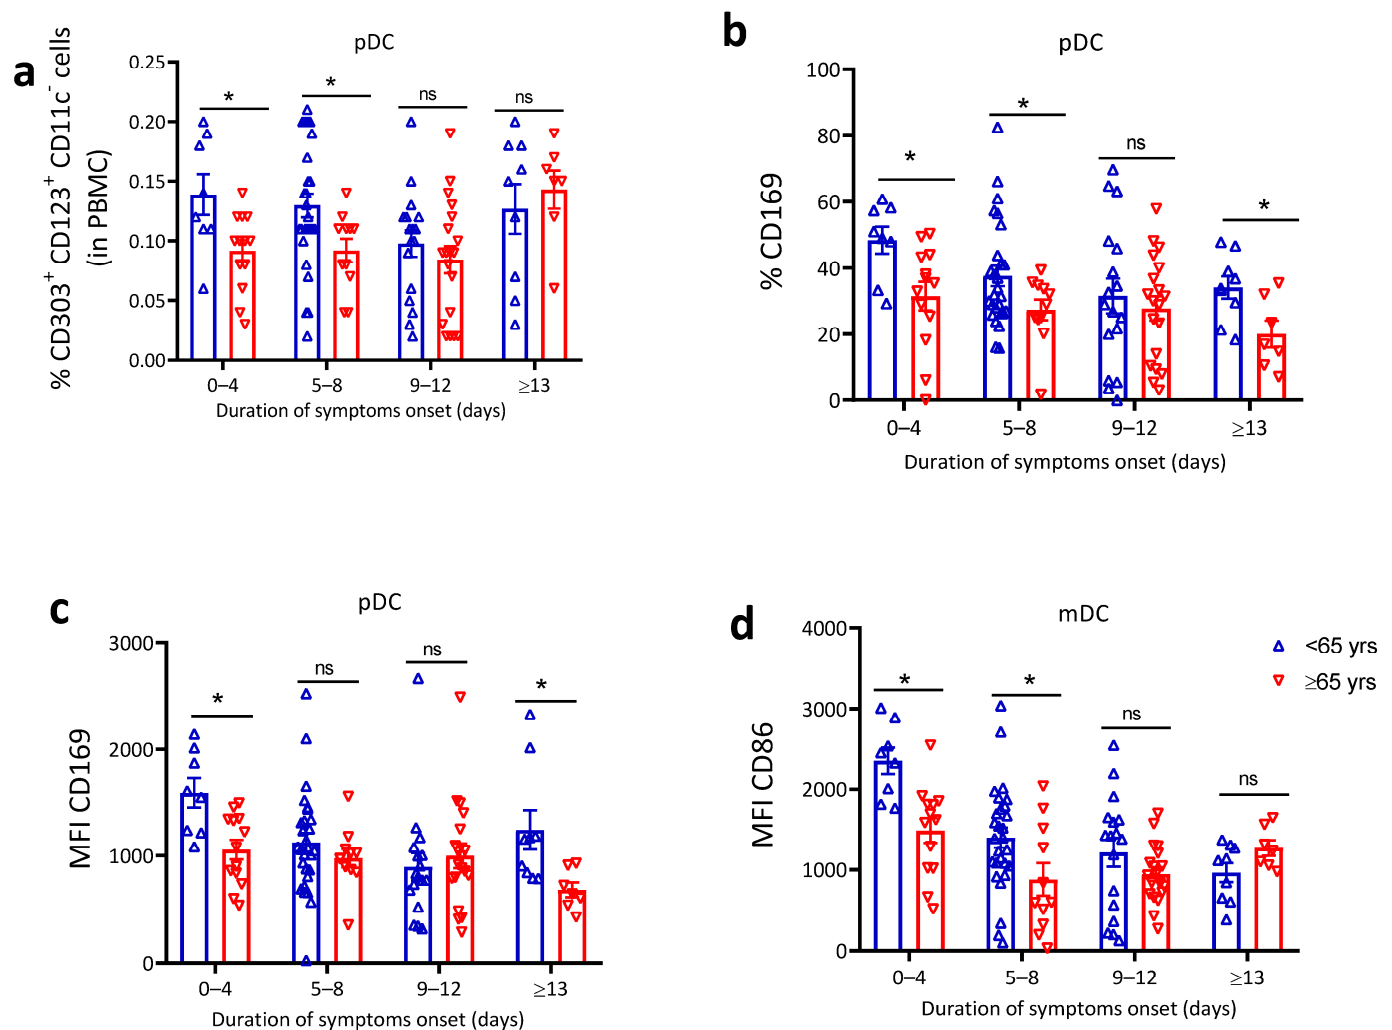 a
pDC
% CD303+ CD123+ CD11c- cells
(in PBMC)
0.25
0.20
0.15
0.10
0.05
0.00
*
*
ns
ns
0–4
5–8
9–12
≥13
Duration of symptoms onset (days)
b
pDC
% CD169
100
80
60
40
20
0
*
*
ns
*
0–4
5–8
9–12
≥13
Duration of symptoms onset (days)
c
pDC
MFI CD169
3000
2000
1000
0
*
ns
ns
*
0–4
5–8
9–12
≥13
Duration of symptoms onset (days)
d
mDC
MFI CD86
4000
3000
2000
1000
0
*
*
ns
ns
<65 yrs
≥65 yrs
0–4
5–8
9–12
≥13
Duration of symptoms onset (days)